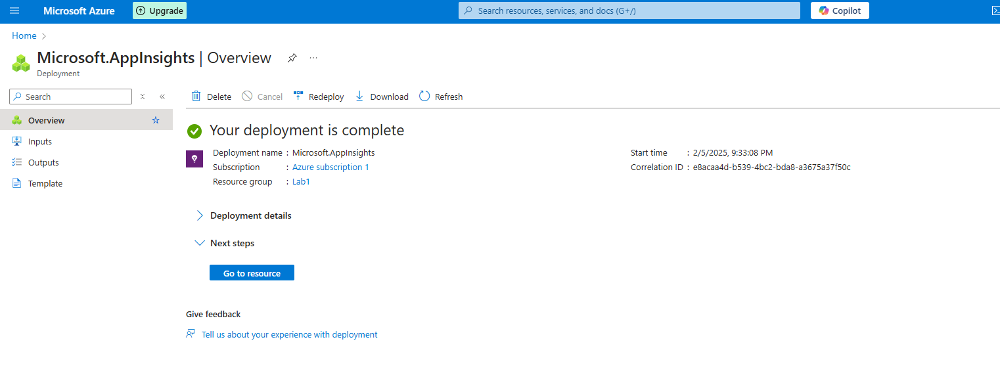 Microsoft Azure Upgrade Search resources, services, and docs (G+/) Copilot
Home
Microsoft.AppInsights | Overview
Deployment
Search
Delete Cancel Redeploy Download Refresh
Overview
Inputs
Outputs
Template
Your deployment is complete
Deployment name : Microsoft.AppInsights
Subscription : Azure subscription 1
Resource group : Lab1
Start time : 2/5/2025, 9:33:08 PM
Correlation ID : e8acaa4d-b539-4bc2-bda8-a3675a37f50c
Deployment details
Next steps
Go to resource
Give feedback
Tell us about your experience with deployment